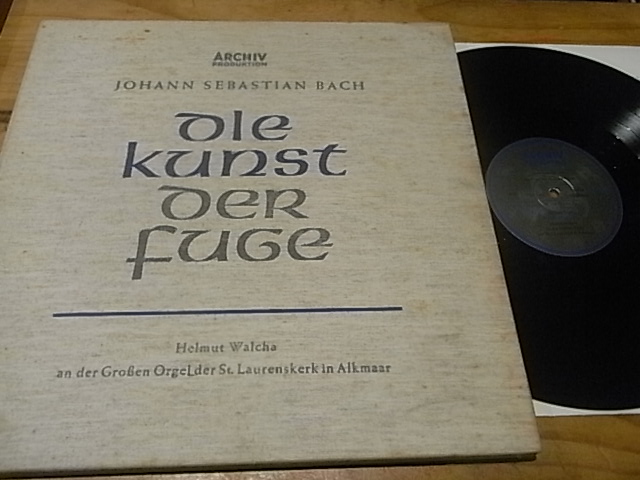 ARCHIV
PRODUKTION
JOHANN SEBASTIAN BACH
DIE
KUNST
DER
FUGE
Helmut Walcha
an der Großen Orgel der St. Laurenskerk in Alkmaar